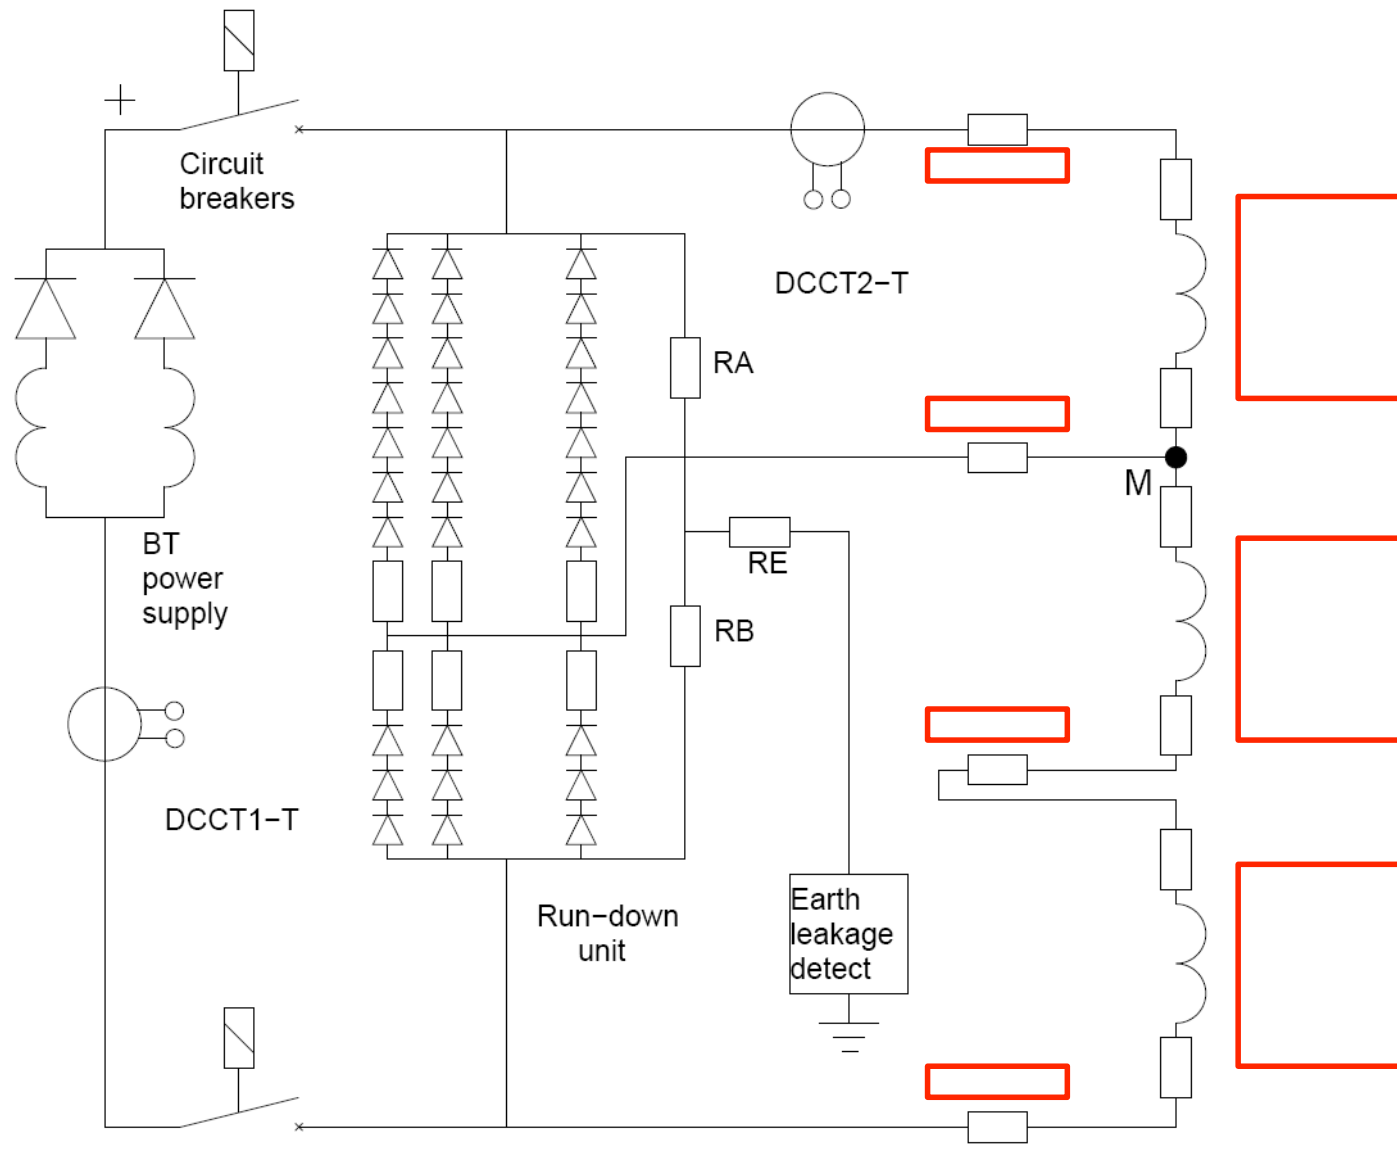 +
Circuit
breakers
DCCT2−T
RA
M
BT
power
supply
RE
RB
DCCT1−T
Run−down
unit
Earth
leakage
detect